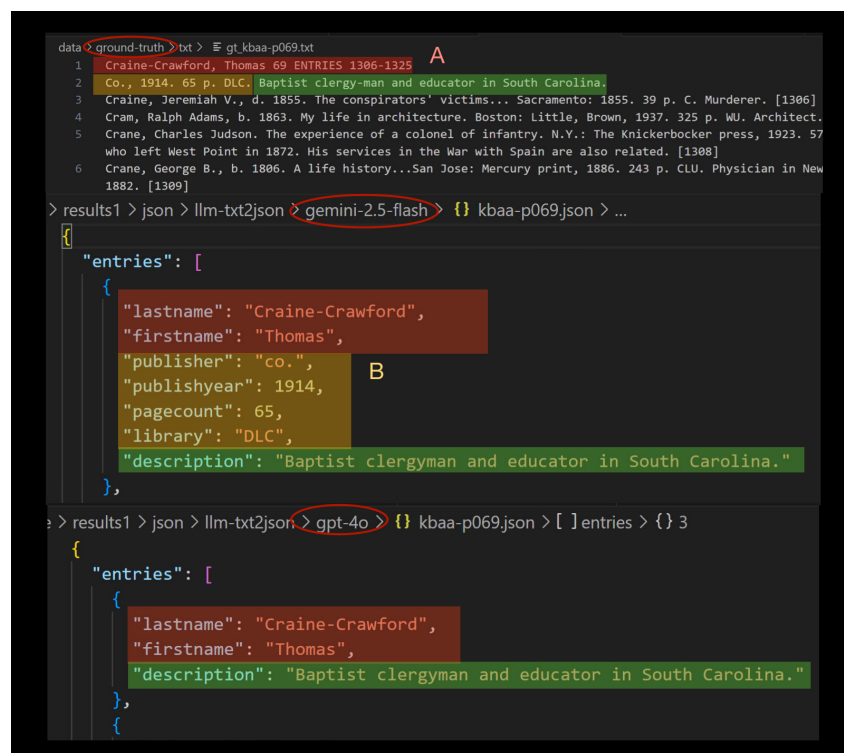 data > ground-truth > txt > ≡ gt_kbaa-p069.txt
A
1 Craine-Crawford, Thomas 69 ENTRIES 1306-1325
2 Co., 1914. 65 p. DLC. Baptist clergy-man and educator in South Carolina.
3 Craine, Jeremiah V., d. 1855. The conspirators' victims... Sacramento: 1855. 39 p. C. Murderer. [1306]
4 Cram, Ralph Adams, b. 1863. My life in architecture. Boston: Little, Brown, 1937. 325 p. WU. Architect.
5 Crane, Charles Judson. The experience of a colonel of infantry. N.Y.: The Knickerbocker press, 1923. 57
who left West Point in 1872. His services in the War with Spain are also related. [1308]
6 Crane, George B., b. 1806. A life history...San Jose: Mercury print, 1886. 243 p. CLU. Physician in New
1882. [1309]
> results1 > json > llm-txt2json > gemini-2.5-flash > {} kbaa-p069.json > ...
{
"entries": [
{
"lastname": "Craine-Crawford",
"firstname": "Thomas",
"publisher": "co.",
B
"publishyear": 1914,
"pagecount": 65,
"library": "DLC",
"description": "Baptist clergyman and educator in South Carolina."
},
e > results1 > json > llm-txt2json > gpt-4o > {} kbaa-p069.json > [ ] entries > {} 3
{
"entries": [
{
"lastname": "Craine-Crawford",
"firstname": "Thomas",
"description": "Baptist clergyman and educator in South Carolina."
},
{